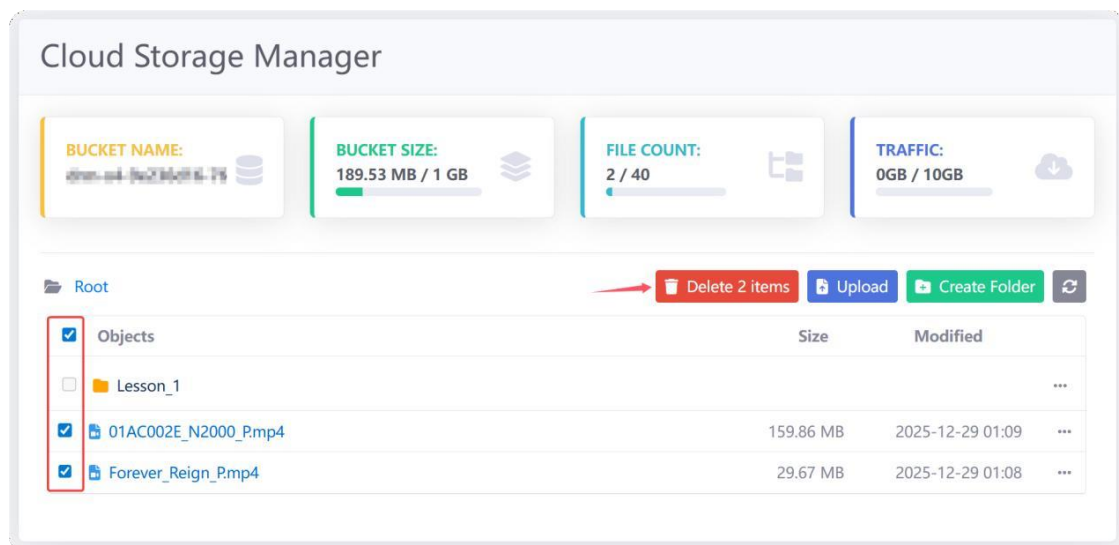 Cloud Storage Manager
BUCKET NAME:
BUCKET SIZE:
189.53 MB / 1 GB
FILE COUNT:
2 / 40
TRAFFIC:
0GB / 10GB
Root
Delete 2 items
Upload
Create Folder
Objects Size Modified
Lesson_1
01AC002E_N2000_P.mp4 159.86 MB 2025-12-29 01:09
Forever_Reign_P.mp4 29.67 MB 2025-12-29 01:08